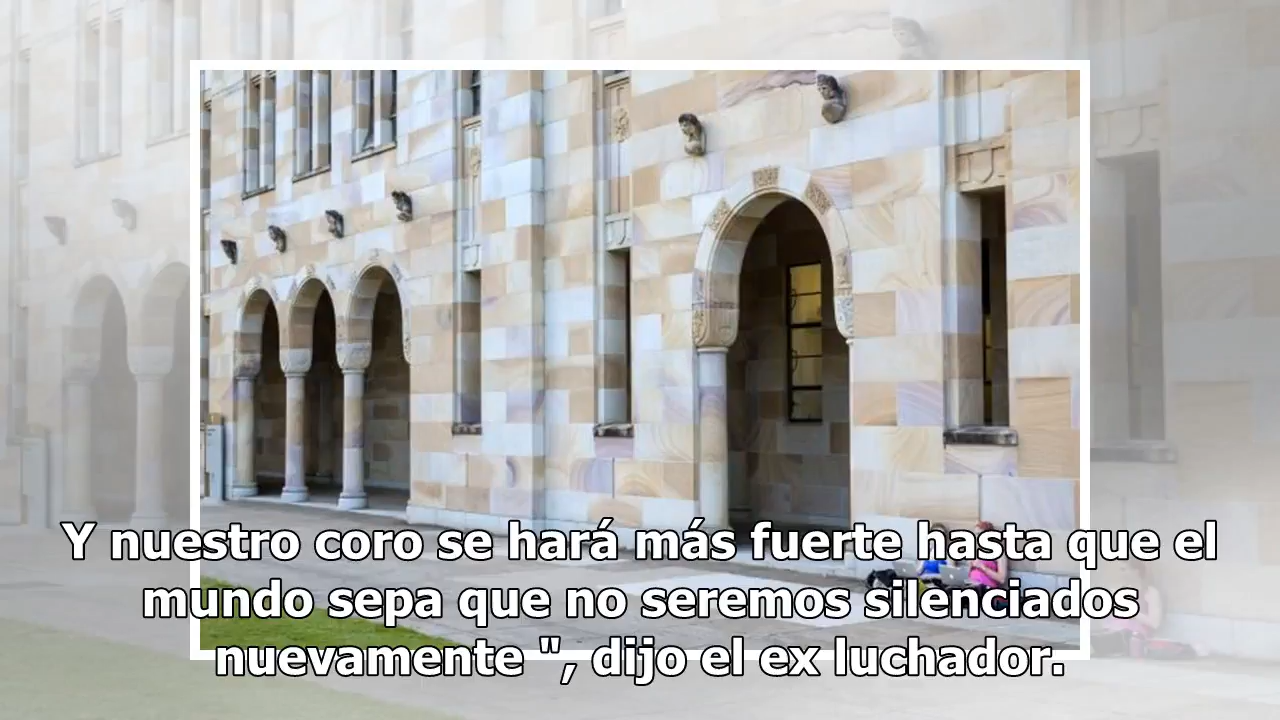 Y nuestro coro se hará más fuerte hasta que el
mundo sepa que no seremos silenciados
nuevamente ", dijo el ex luchador.